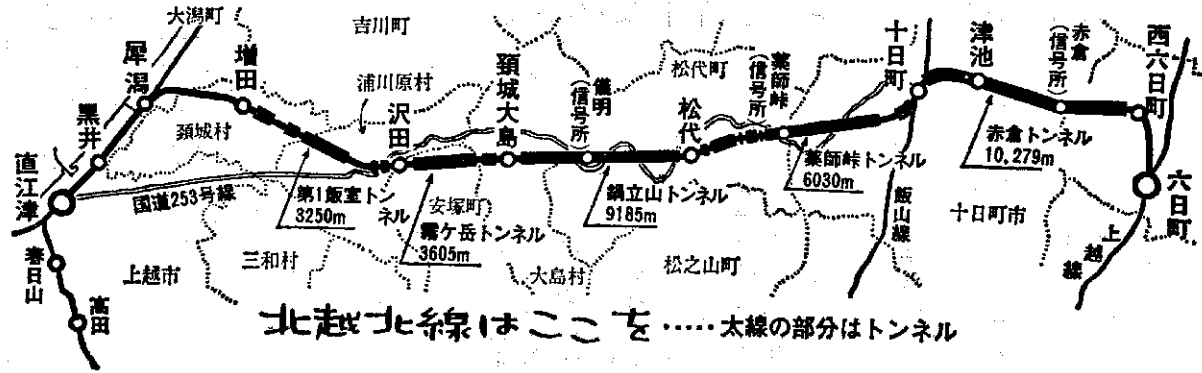 大潟町
吉川町
犀潟
増田
浦川原村
頸城大島
儀明
(信号所)
松代町
薬師峠
(信号所)
十日町
津池
赤倉
(信号所)
西六日町
黒井
頚城村
沢田
松代
直江津
国道253号線
第1飯室トンネル
3250m
安塚町
霧ケ岳トンネル
3605m
鍋立山トンネル
9185m
薬師峠トンネル
6030m
赤倉トンネル
10,279m
飯山線
十日町市
六日町
上越線
春日山
上越市
三和村
大島村
松之山町
高田
北越北線はここを……太線の部分はトンネル